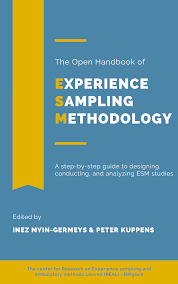 The Open Handbook of
EXPERIENCE
SAMPLING
METHODOLOGY
A step-by-step guide to designing,
conducting, and analyzing ESM studies
Edited by
INEZ MYIN-GERMEYS & PETER KUPPENS
The center for Research on Experience sampling and
ambulatory methods Leuven (REAL) - Belgium